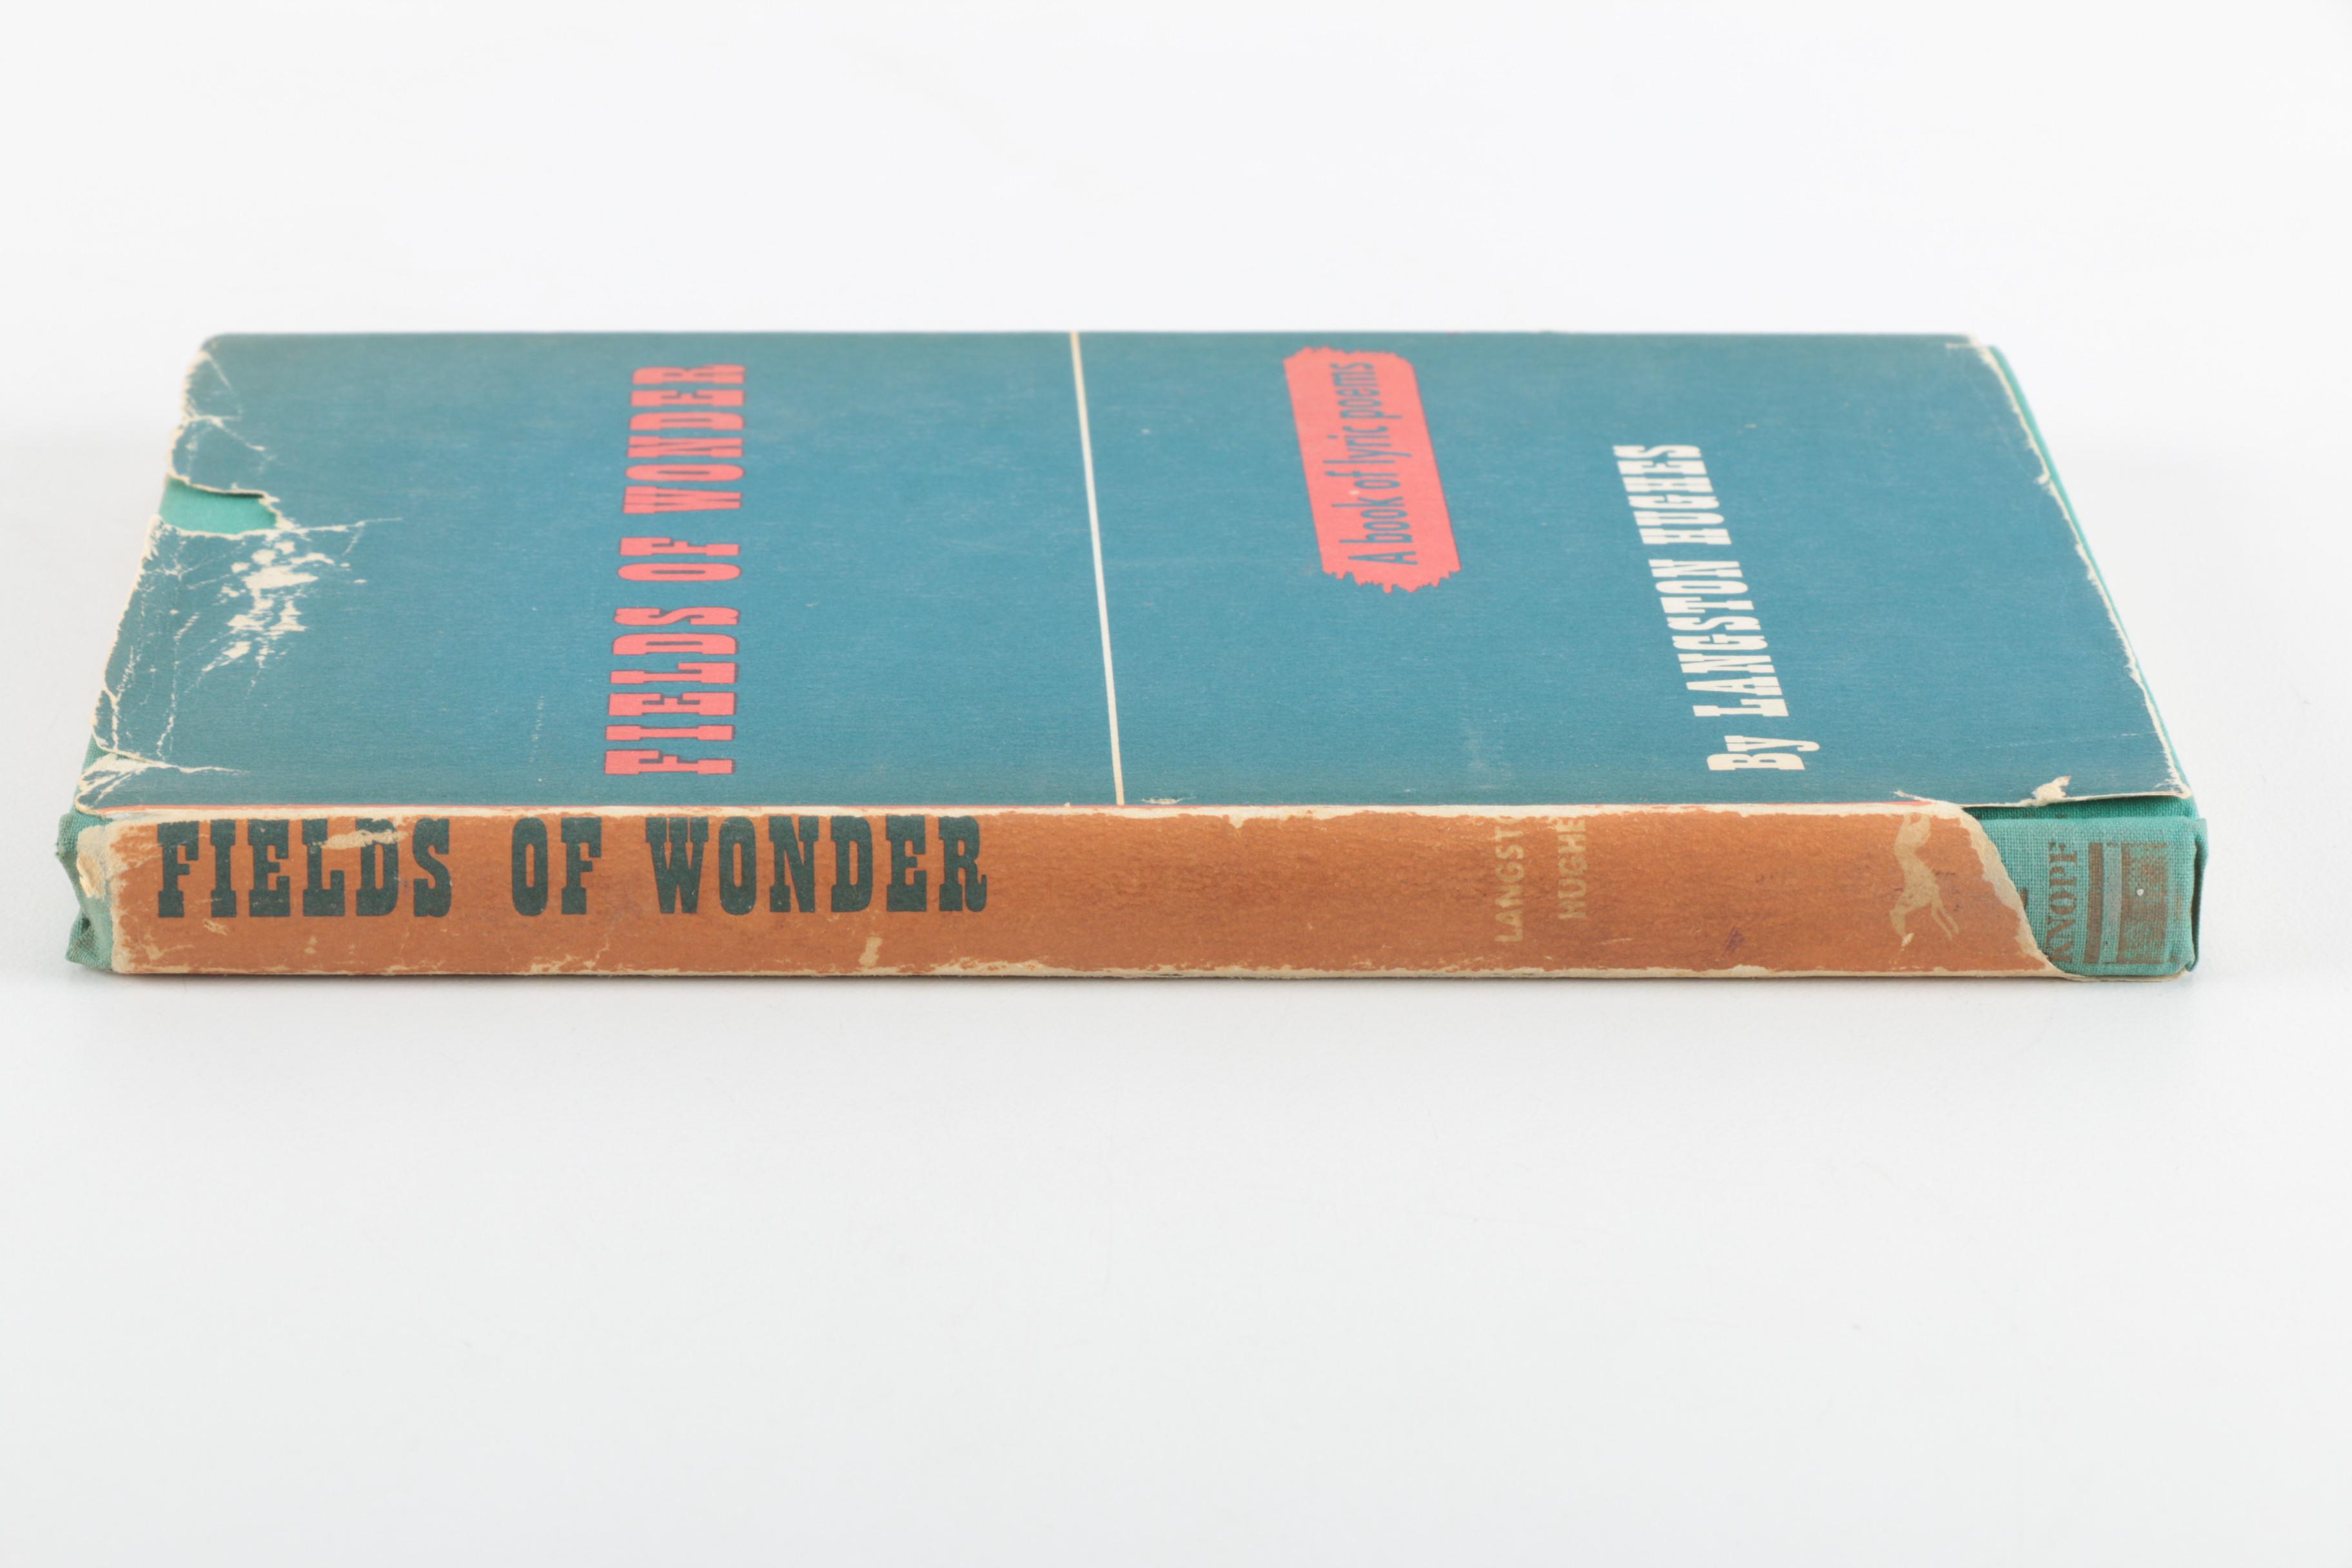 FIELDS OF WONDER
A book of lyric poems
By LANGSTON HUGHES
FIELDS OF WONDER
LANGST
HUGHE
KNOPF